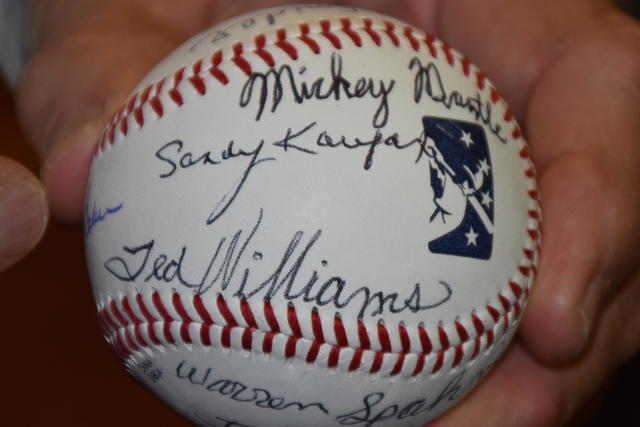 Mickey Mantle
Sandy Koufax
Ted Williams
Warren Spahn